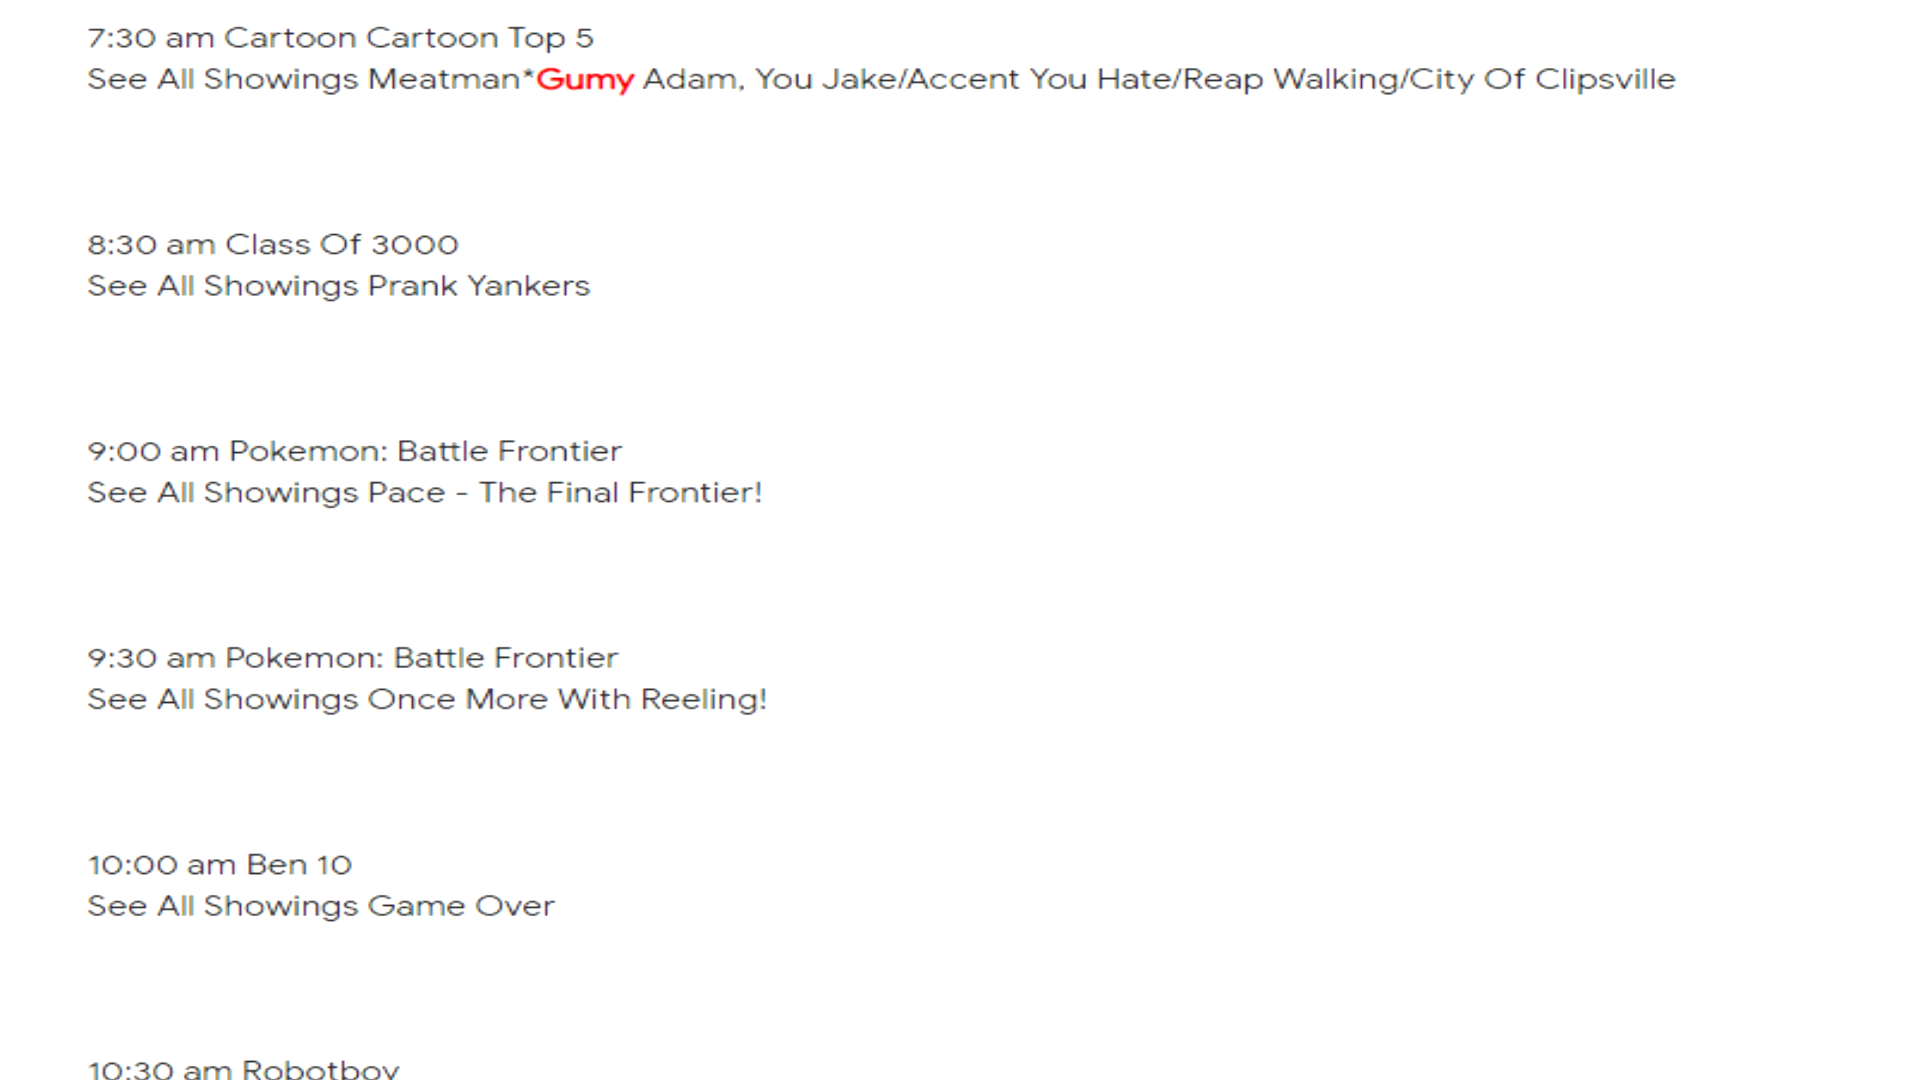 7:30 am Cartoon Cartoon Top 5
See All Showings Meatman*Gumy Adam, You Jake/Accent You Hate/Reap Walking/City Of Clipsville
8:30 am Class Of 3000
See All Showings Prank Yankers
9:00 am Pokemon: Battle Frontier
See All Showings Pace - The Final Frontier!
9:30 am Pokemon: Battle Frontier
See All Showings Once More With Reeling!
10:00 am Ben 10
See All Showings Game Over
10:30 am Robotboy